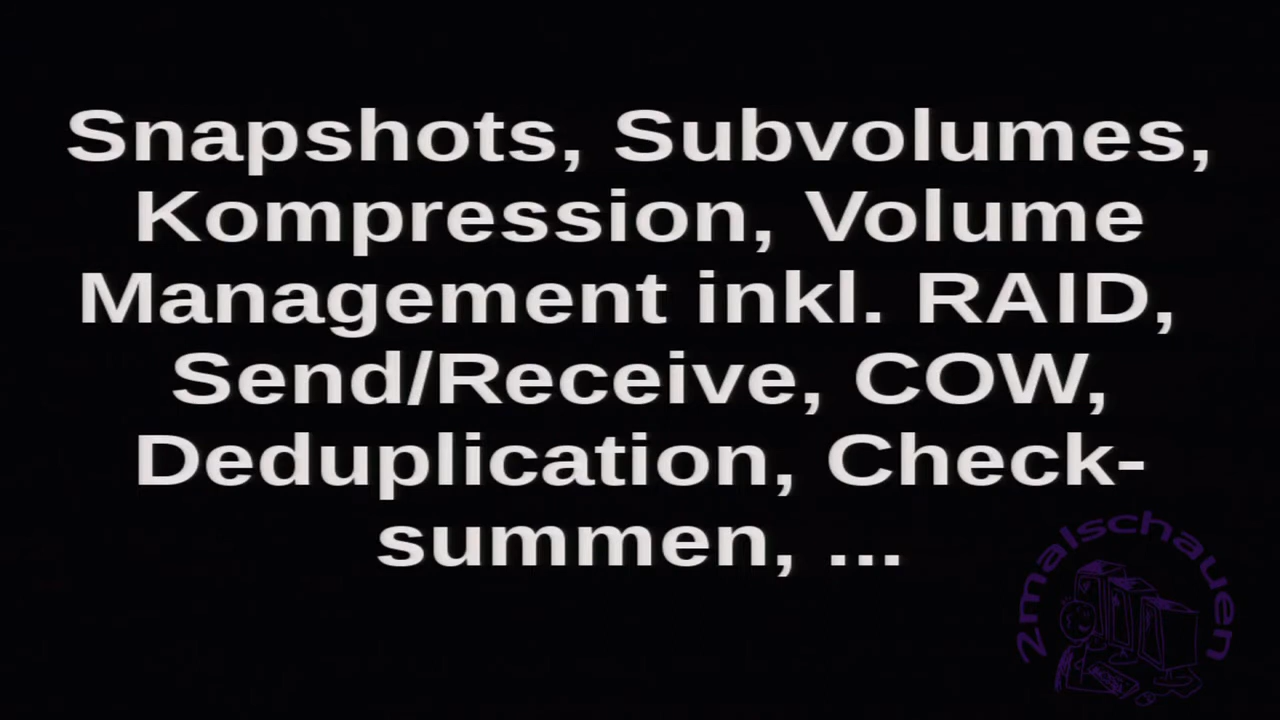 Snapshots, Subvolumes,
Kompression, Volume
Management inkl. RAID,
Send/Receive, COW,
Deduplication, Check-
summen, ...
2malschauen